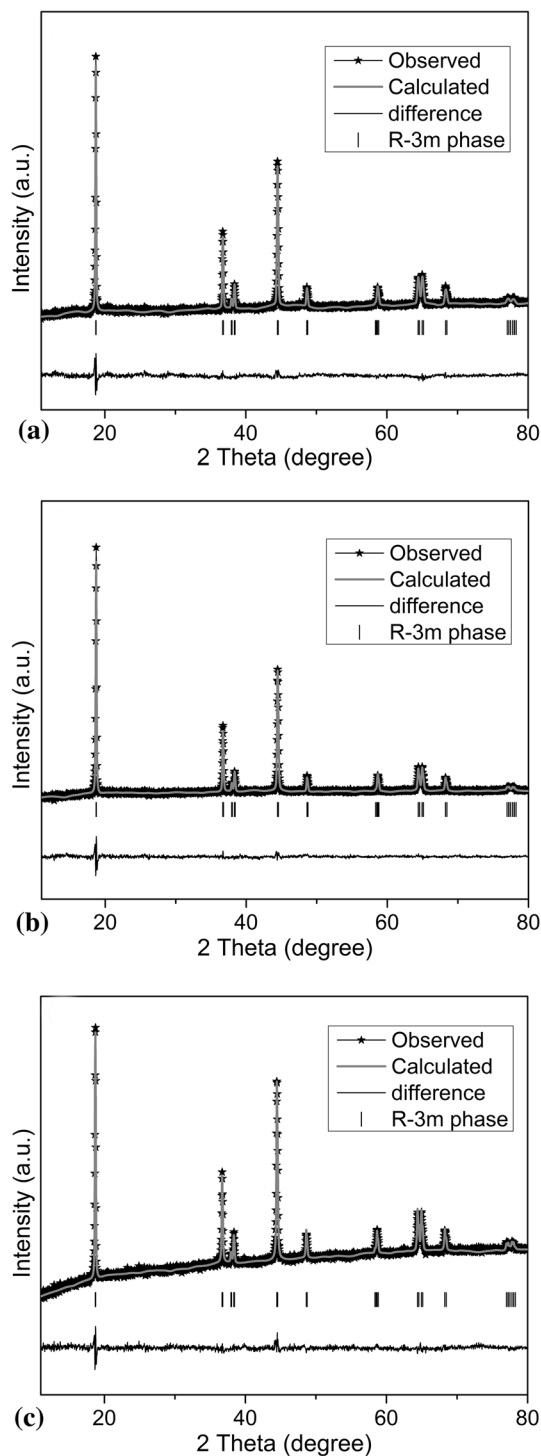 Observed
Calculated
difference
R-3m phase
Intensity (a.u.)
20 40 60 80
(a)
2 Theta (degree)
Observed
Calculated
difference
R-3m phase
Intensity (a.u.)
20 40 60 80
(b)
2 Theta (degree)
Observed
Calculated
difference
R-3m phase
Intensity (a.u.)
20 40 60 80
(c)
2 Theta (degree)